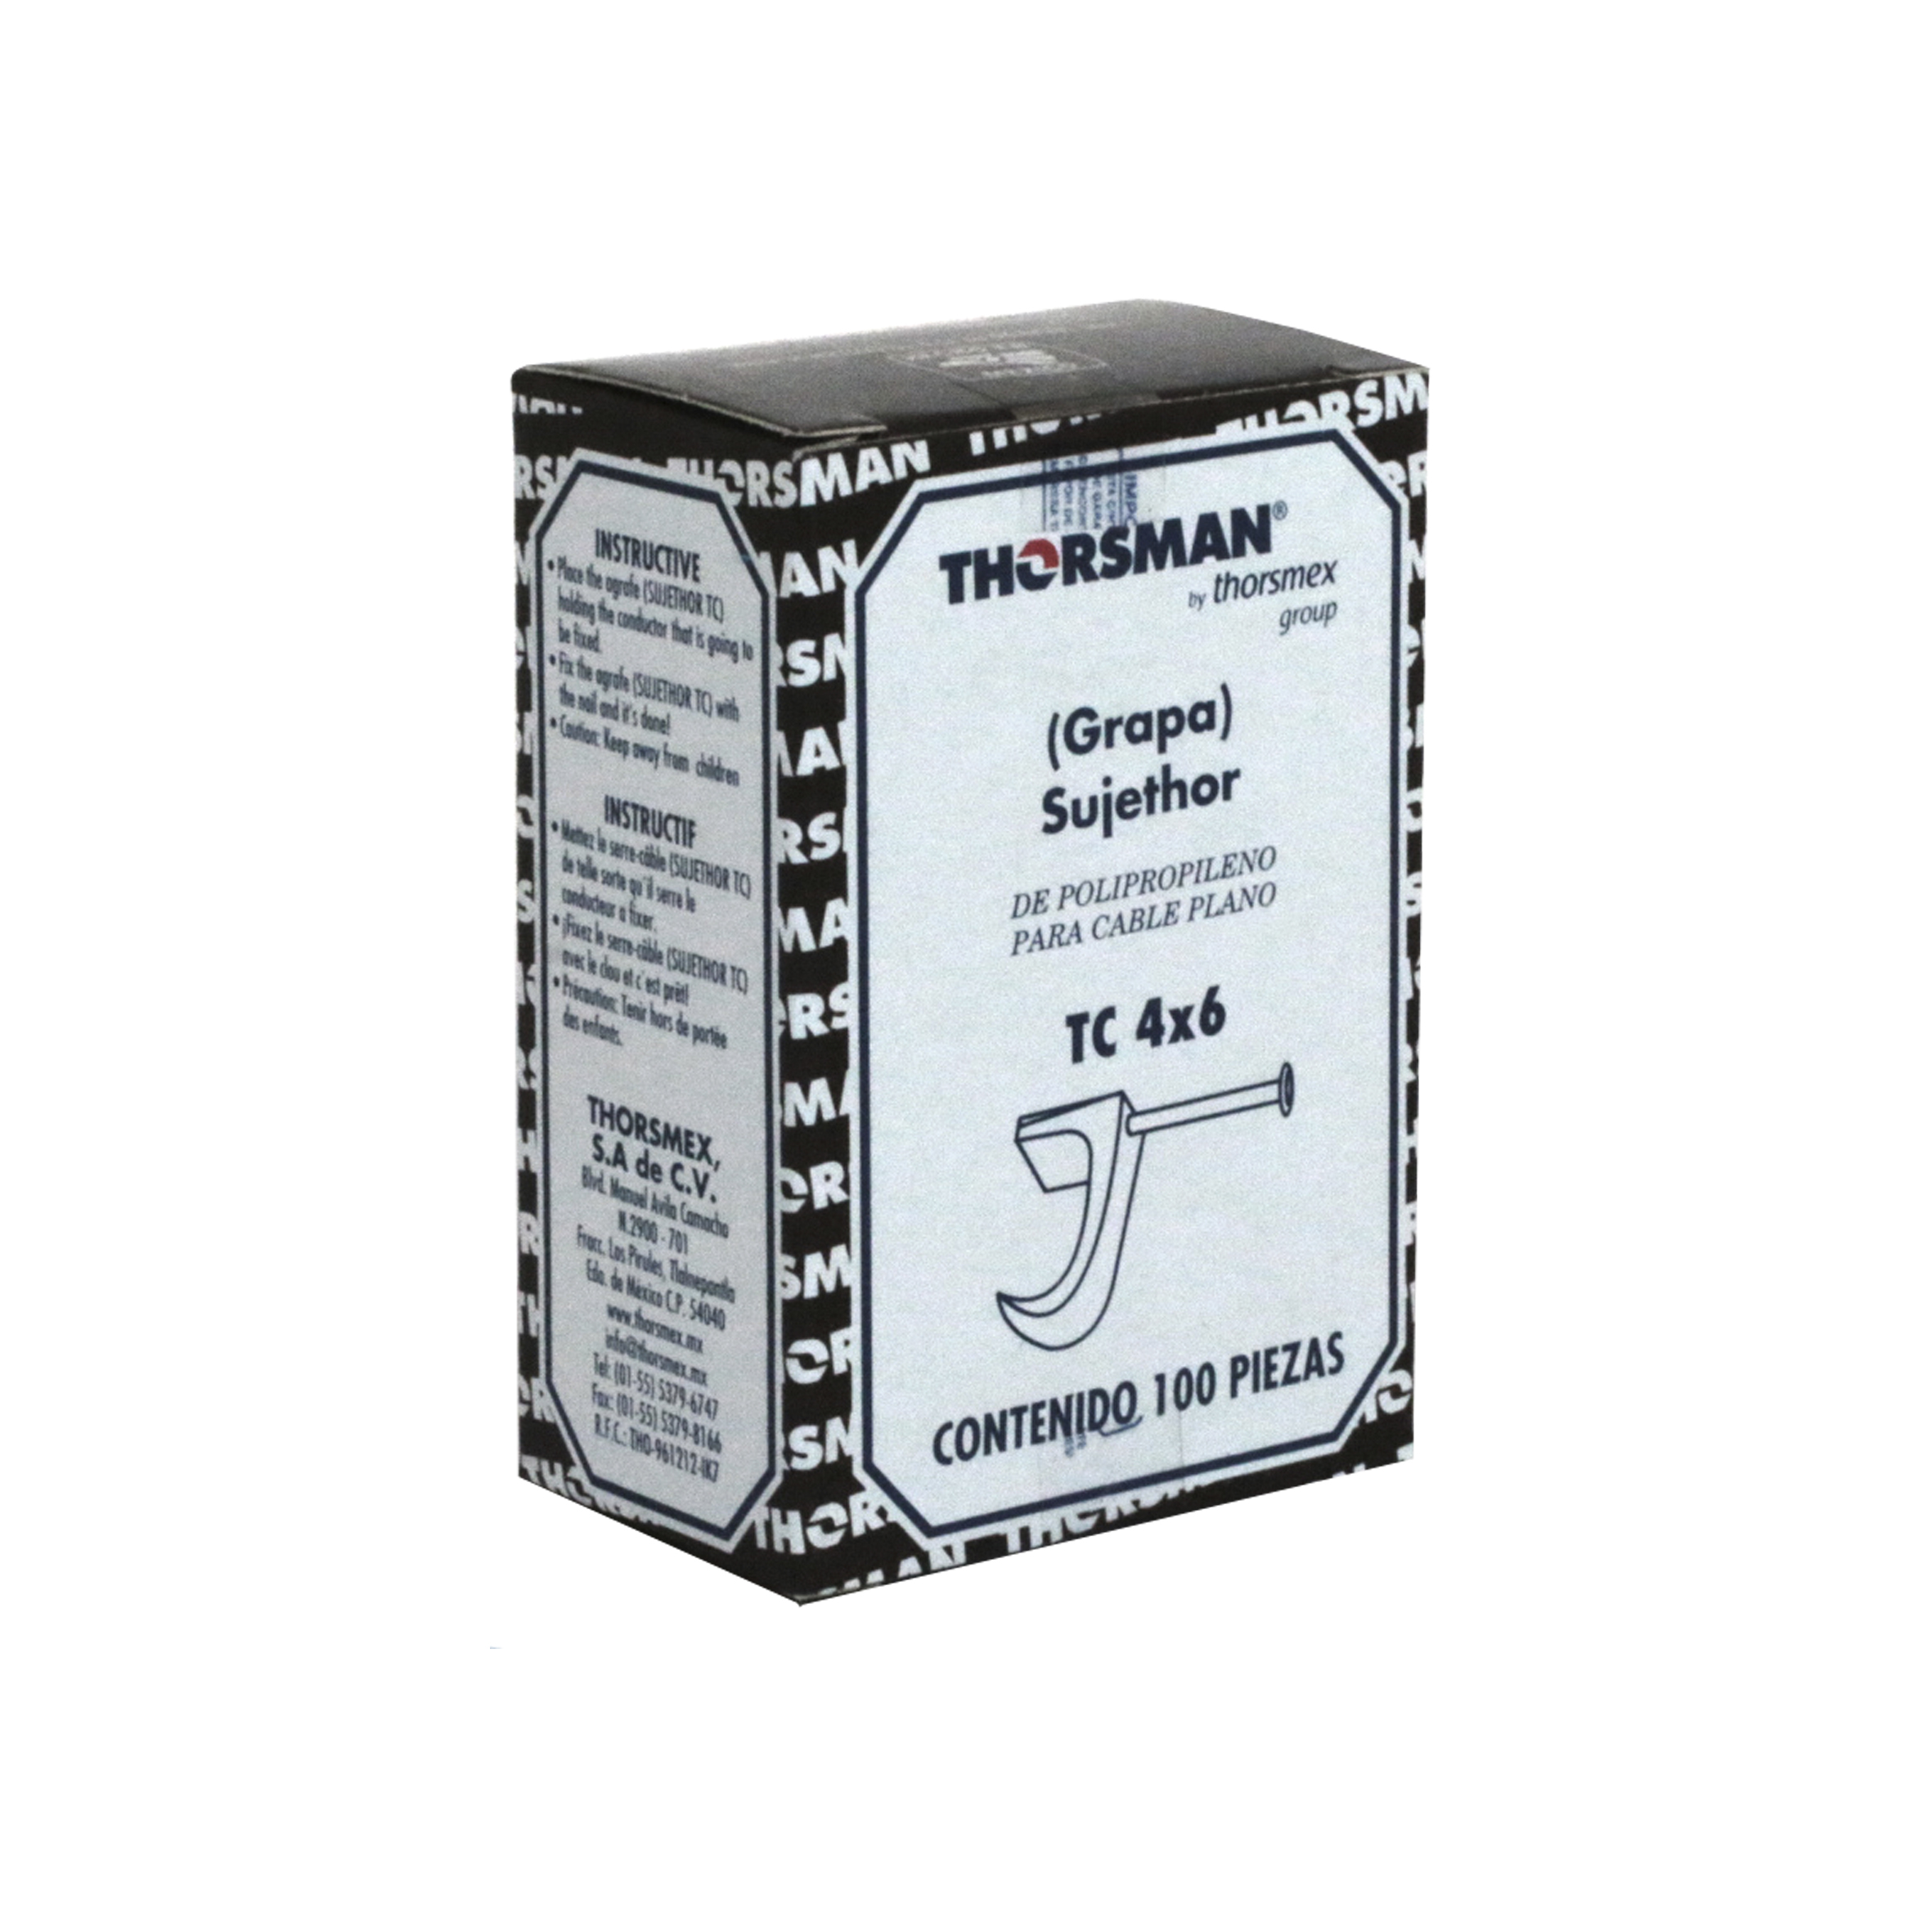 THORSMAN®
by thorsmex
group
(Grapa)
Sujethor
DE POLIPROPILENO
PARA CABLE PLANO
TC 4x6
CONTENIDO 100 PIEZAS
INSTRUCTIVE
• Place the agrafe (SUJETHOR TC)
holding the conductor that is going to
be fixed.
• Fix the agrafe (SUJETHOR TC) with
the nail and it's done!
• Caution: Keep away from children
INSTRUCTIF
• Mettez le serre-câble (SUJETHOR TC)
de telle sorte qu'il serre le
conducteur a fixer.
• ¡Fixez le serre-câble (SUJETHOR TC)
avec le clou et c'est prêt!
• Précaution: Tenir hors de portée
des enfants.
THORSMEX,
S.A de C.V.
Blvd. Manuel Avila Camacho
N.2900 - 701
Fracc. Los Pirules, Tlalnepantla
Edo. de México C.P. 54040
www.thorsmex.mx
info@thorsmex.mx
Tel: (01-55) 5379-6747
Fax: (01-55) 5379-8166
R.F.C.: THO-961212-IK7